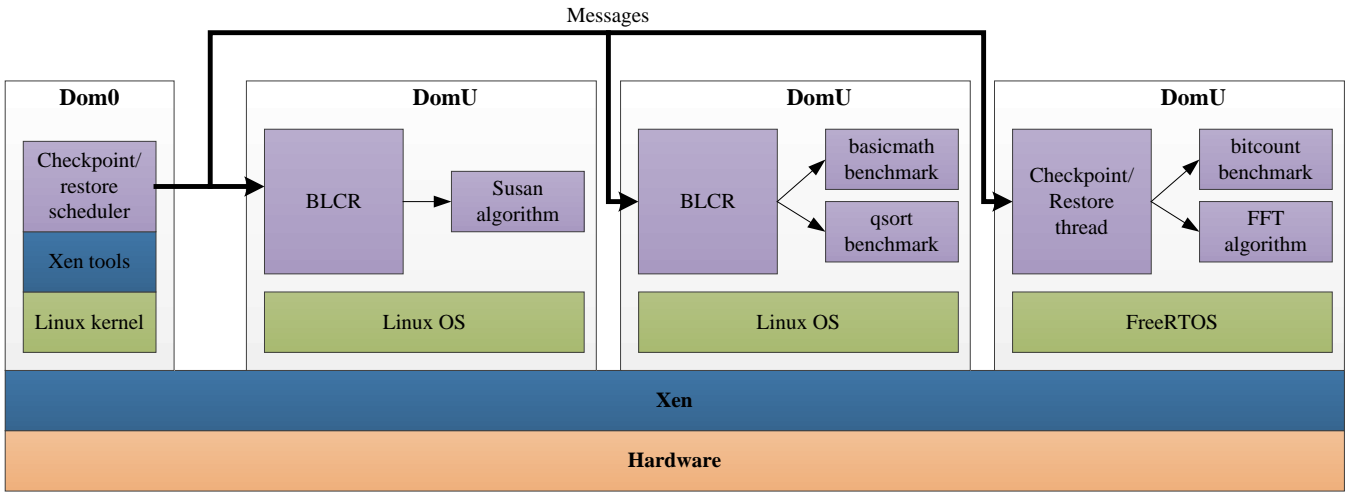 Messages
Dom0
Checkpoint/
restore
scheduler
Xen tools
Linux kernel
DomU
BLCR
Susan
algorithm
Linux OS
DomU
BLCR
basicmath
benchmark
qsort
benchmark
Linux OS
DomU
Checkpoint/
Restore
thread
bitcount
benchmark
FFT
algorithm
FreeRTOS
Xen
Hardware